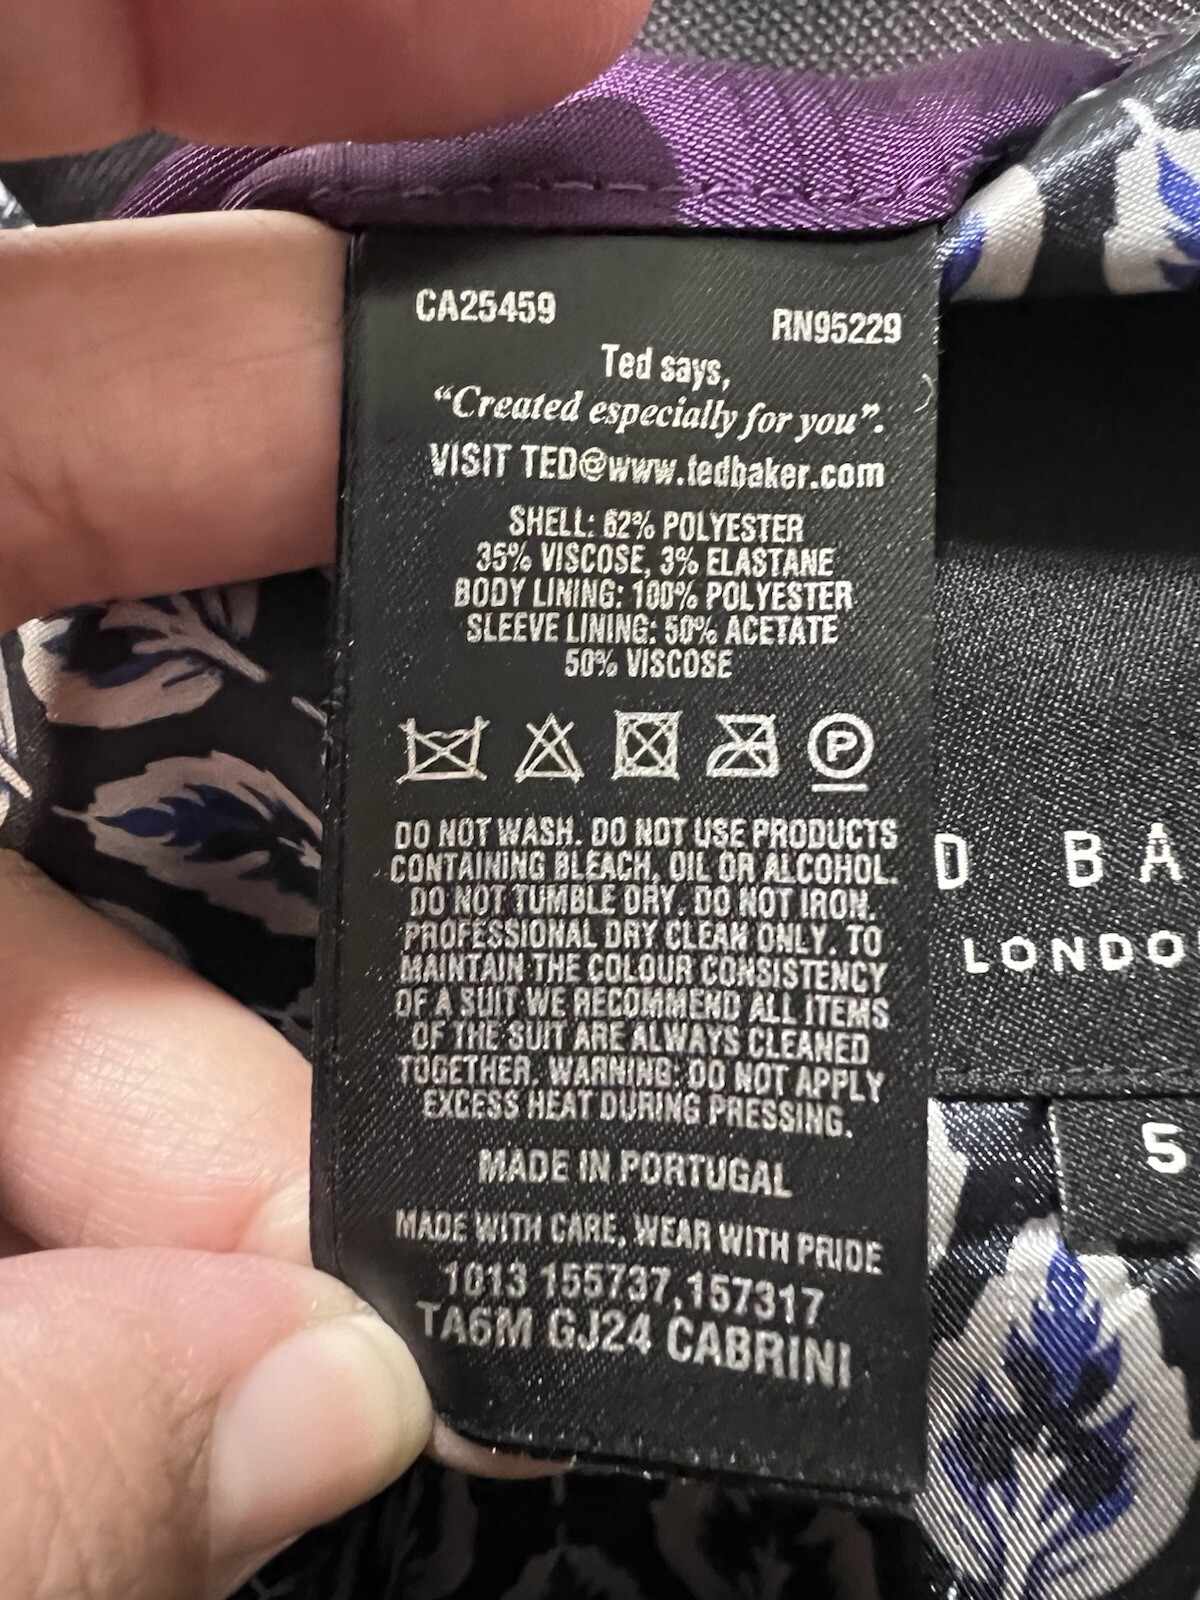 CA25459
RN95229
Ted says,
“Created especially for you”.
VISIT TED@www.tedbaker.com
SHELL: 62% POLYESTER
35% VISCOSE, 3% ELASTANE
BODY LINING: 100% POLYESTER
SLEEVE LINING: 50% ACETATE
50% VISCOSE
P
DO NOT WASH. DO NOT USE PRODUCTS
CONTAINING BLEACH, OIL OR ALCOHOL.
DO NOT TUMBLE DRY. DO NOT IRON.
PROFESSIONAL DRY CLEAN ONLY. TO
MAINTAIN THE COLOUR CONSISTENCY
OF A SUIT WE RECOMMEND ALL ITEMS
OF THE SUIT ARE ALWAYS CLEANED
TOGETHER. WARNING: DO NOT APPLY
EXCESS HEAT DURING PRESSING.
MADE IN PORTUGAL
MADE WITH CARE, WEAR WITH PRIDE
1013 155737,157317
TA6M GJ24 CABRINI
D BA
LONDO
5